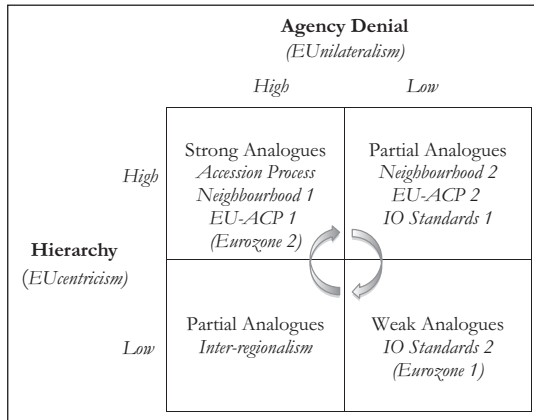 Agency Denial
(EUnilateralism)
High Low
Strong Analogues
Accession Process
Neighbourhood 1
EU-ACP 1
(Eurozone 2)
Partial Analogues
Neighbourhood 2
EU-ACP 2
IO Standards 1
High
Hierarchy
(EUcentricism)
Low
Partial Analogues
Inter-regionalism
Weak Analogues
IO Standards 2
(Eurozone 1)